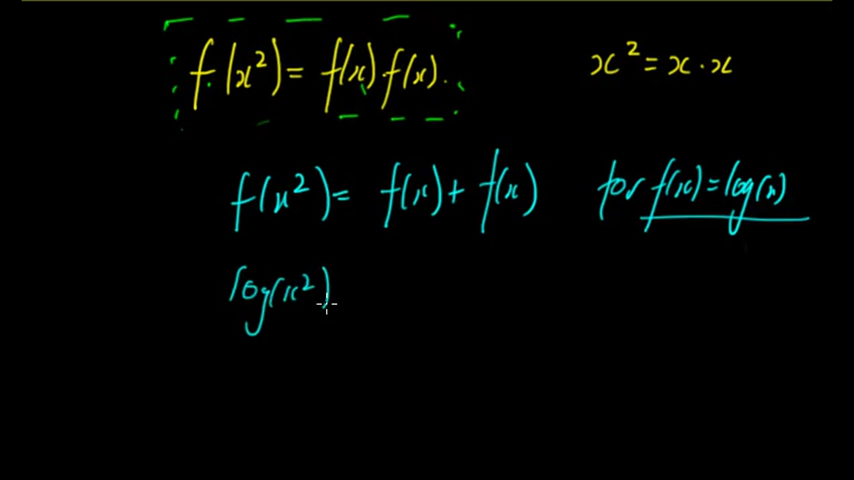 f(x²) = f(x) f(x). x² = x · x
f(x²) = f(x) + f(x) for f(x) = log(x)
log(x²)